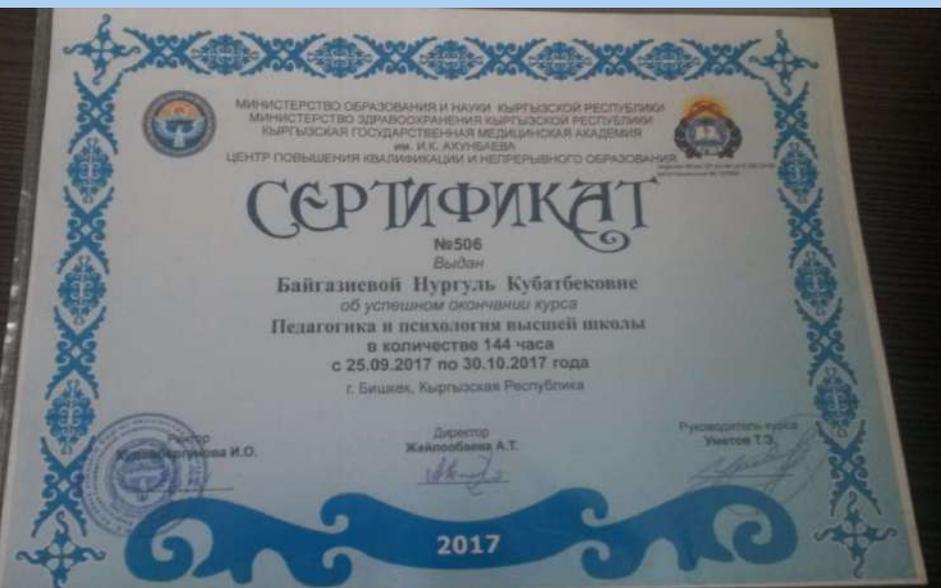 МИНИСТЕРСТВО ОБРАЗОВАНИЯ И НАУКИ КЫРГЫЗСКОЙ РЕСПУБЛИКИ
МИНИСТЕРСТВО ЗДРАВООХРАНЕНИЯ КЫРГЫЗСКОЙ РЕСПУБЛИКИ
КЫРГЫЗСКАЯ ГОСУДАРСТВЕННАЯ МЕДИЦИНСКАЯ АКАДЕМИЯ
им. И.К. АХУНБАЕВА
ЦЕНТР ПОВЫШЕНИЯ КВАЛИФИКАЦИИ И НЕПРЕРЫВНОГО ОБРАЗОВАНИЯ
СЕРТИФИКАТ
№506
Выдан
Байгазиевой Нургуль Кубатбековне
об успешном окончании курса
Педагогика и психология высшей школы
в количестве 144 часа
с 25.09.2017 по 30.10.2017 года
г. Бишкек, Кыргызская Республика
Ректор
И.О.
Директор
Жайлообаева А.Т.
Руководитель курса
Уметов Т.Э.
2017